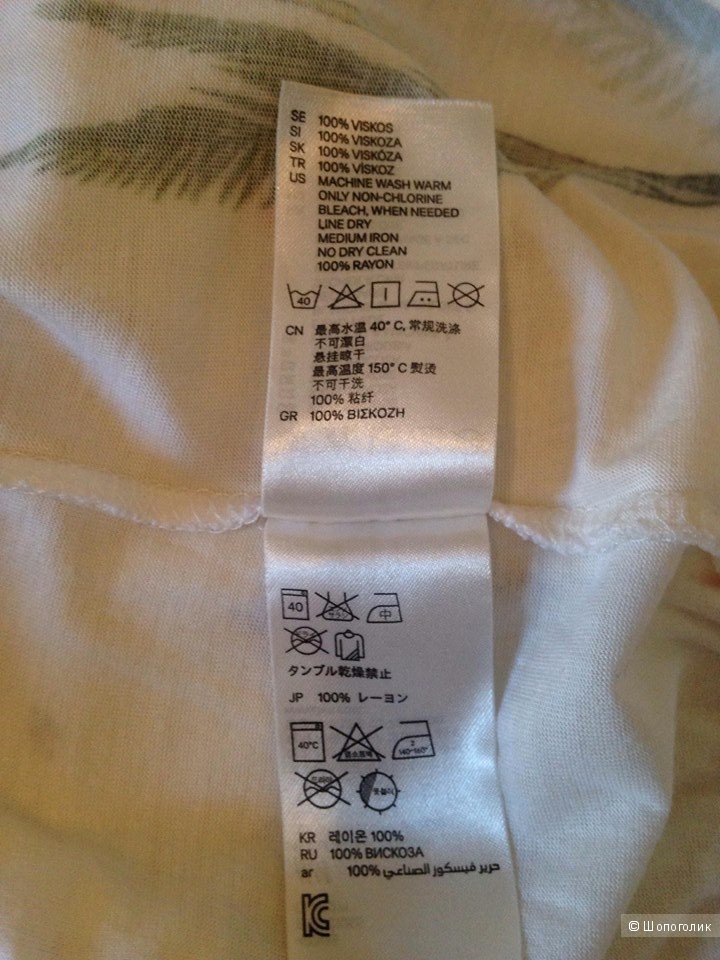 SE 100% VISKOS
SI 100% VISKOZA
SK 100% VISKÓZA
TR 100% VİSKOZ
US MACHINE WASH WARM
ONLY NON-CHLORINE
BLEACH, WHEN NEEDED
LINE DRY
MEDIUM IRON
NO DRY CLEAN
100% RAYON
40
CN 最高水温 40° C, 常规洗涤
不可漂白
悬挂晾干
最高温度 150° C 熨烫
不可干洗
100% 粘纤
GR 100% ΒΙΣΚΟΖΗ
40 中
タンブル乾燥禁止
JP 100% レーヨン
40°C 2
140~160°
KR 레이온 100%
RU 100% ВИСКОЗА
ar حرير فيسكوز الصناعي 100%
© Шопоголик